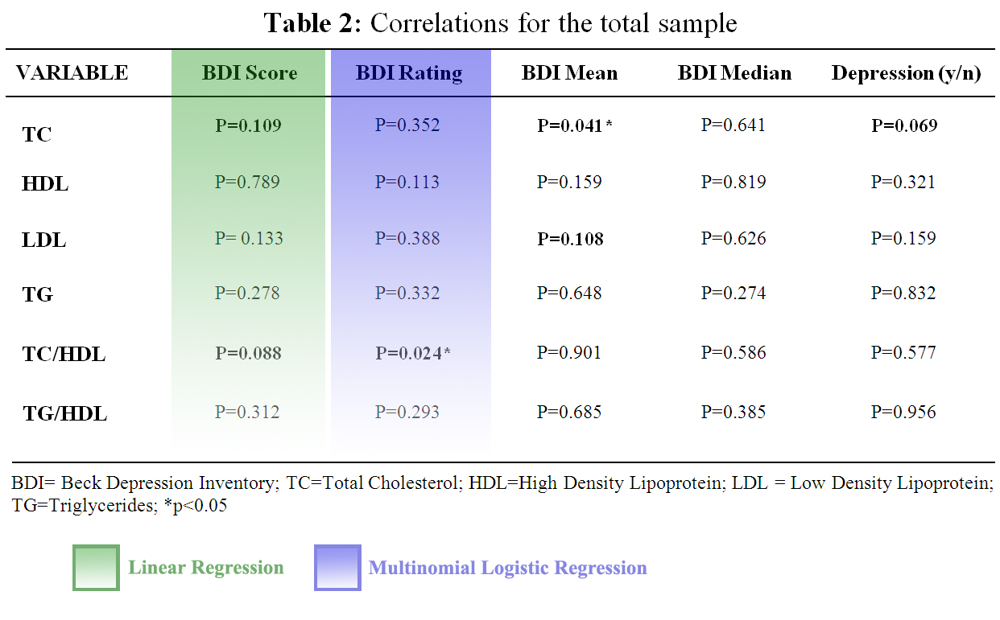 Table 2: Correlations for the total sample
VARIABLE BDI Score BDI Rating BDI Mean BDI Median Depression (y/n)
TC P=0.109 P=0.352 P=0.041* P=0.641 P=0.069
HDL P=0.789 P=0.113 P=0.159 P=0.819 P=0.321
LDL P= 0.133 P=0.388 P=0.108 P=0.626 P=0.159
TG P=0.278 P=0.332 P=0.648 P=0.274 P=0.832
TC/HDL P=0.088 P=0.024* P=0.901 P=0.586 P=0.577
TG/HDL P=0.312 P=0.293 P=0.685 P=0.385 P=0.956
BDI= Beck Depression Inventory; TC=Total Cholesterol; HDL=High Density Lipoprotein; LDL = Low Density Lipoprotein;
TG=Triglycerides; *p<0.05
Linear Regression Multinomial Logistic Regression